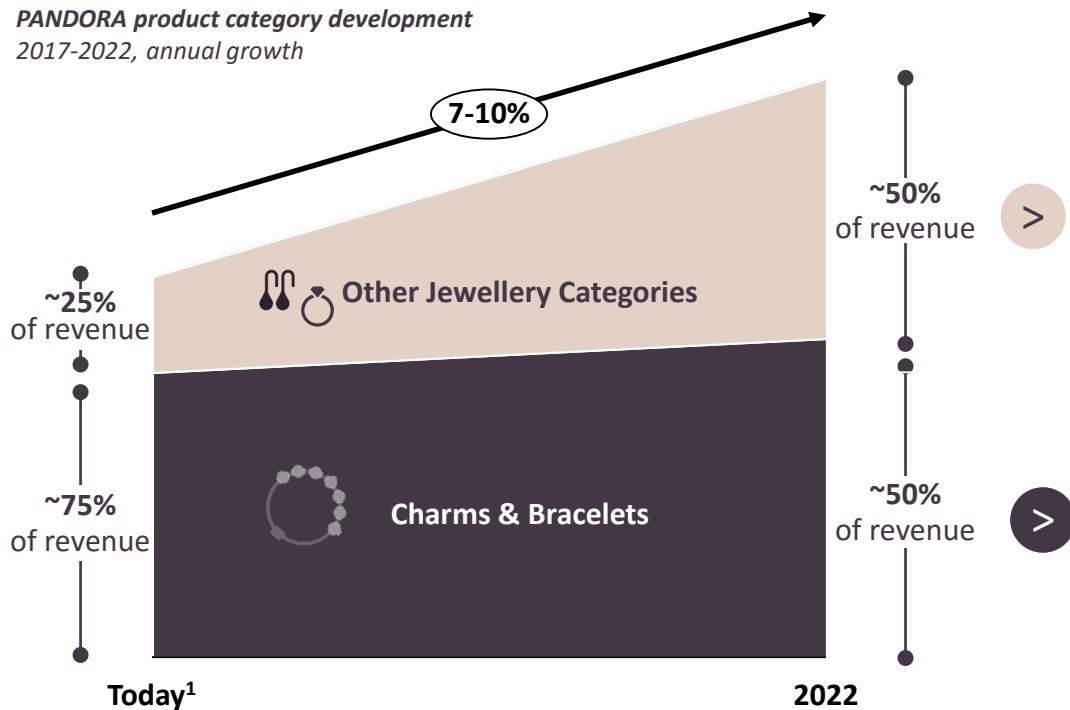 PANDORA product category development
2017-2022, annual growth
7-10%
~50%
of revenue
>
~25%
of revenue
Other Jewellery Categories
~75%
of revenue
Charms & Bracelets
~50%
of revenue
>
Today¹
2022